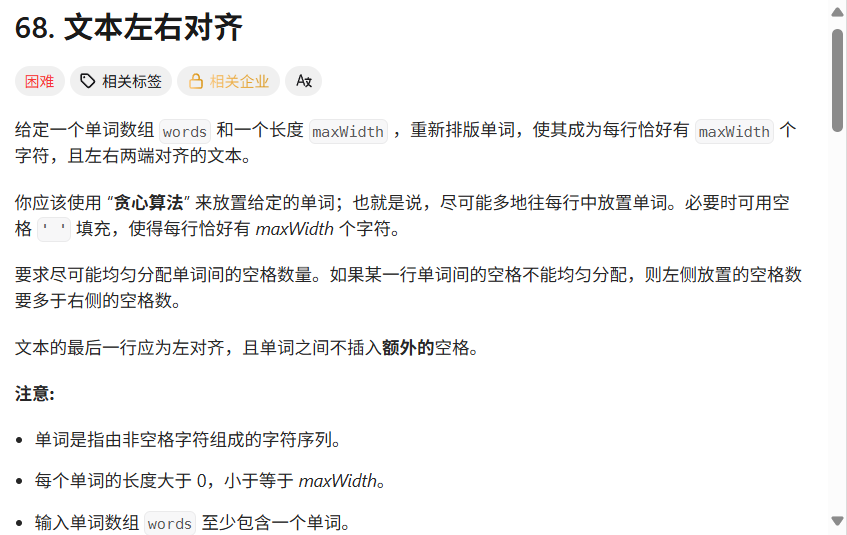 68. 文本左右对齐
困难 相关标签 相关企业 A文
给定一个单词数组 words 和一个长度 maxWidth ，重新排版单词，使其成为每行恰好有 maxWidth 个
字符，且左右两端对齐的文本。
你应该使用 “贪心算法” 来放置给定的单词；也就是说，尽可能多地往每行中放置单词。必要时可用空
格 ' ' 填充，使得每行恰好有 maxWidth 个字符。
要求尽可能均匀分配单词间的空格数量。如果某一行单词间的空格不能均匀分配，则左侧放置的空格数
要多于右侧的空格数。
文本的最后一行应为左对齐，且单词之间不插入额外的空格。
注意:
• 单词是指由非空格字符组成的字符序列。
• 每个单词的长度大于 0，小于等于 maxWidth。
• 输入单词数组 words 至少包含一个单词。